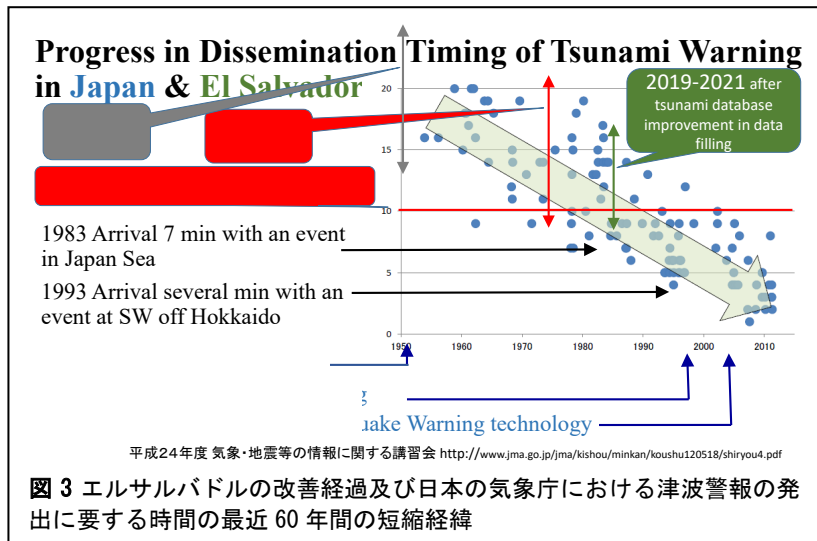 Progress in Dissemination Timing of Tsunami Warning
in Japan & El Salvador
2019-2021 after
tsunami database
improvement in data
filling
20
15
10
5
0
1983 Arrival 7 min with an event
in Japan Sea
1993 Arrival several min with an
event at SW off Hokkaido
1950
1960
1970
1980
1990
2000
2010
uake Warning technology
平成24年度 気象・地震等の情報に関する講習会 http://www.jma.go.jp/jma/kishou/minkan/koushu120518/shiryou4.pdf
図 3 エルサルバドルの改善経過及び日本の気象庁における津波警報の発
出に要する時間の最近 60 年間の短縮経緯